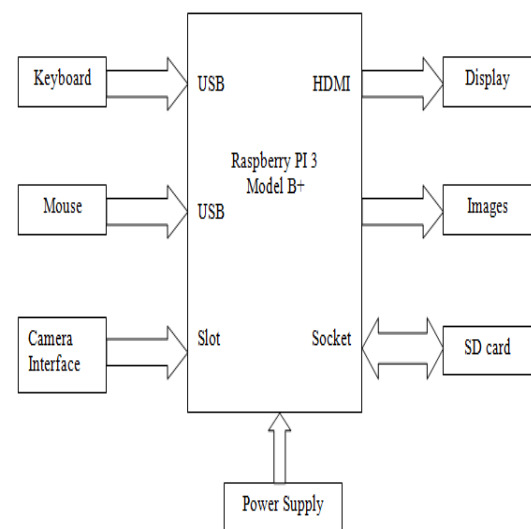 Keyboard
USB
HDMI
Display
Raspberry PI 3
Model B+
Mouse
USB
Images
Camera
Interface
Slot
Socket
SD card
Power Supply